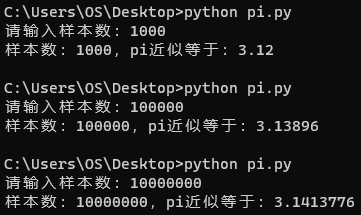 C:\Users\OS\Desktop>python pi.py
请输入样本数：1000
样本数：1000，pi近似等于：3.12
C:\Users\OS\Desktop>python pi.py
请输入样本数：100000
样本数：100000，pi近似等于：3.13896
C:\Users\OS\Desktop>python pi.py
请输入样本数：10000000
样本数：10000000，pi近似等于：3.1413776